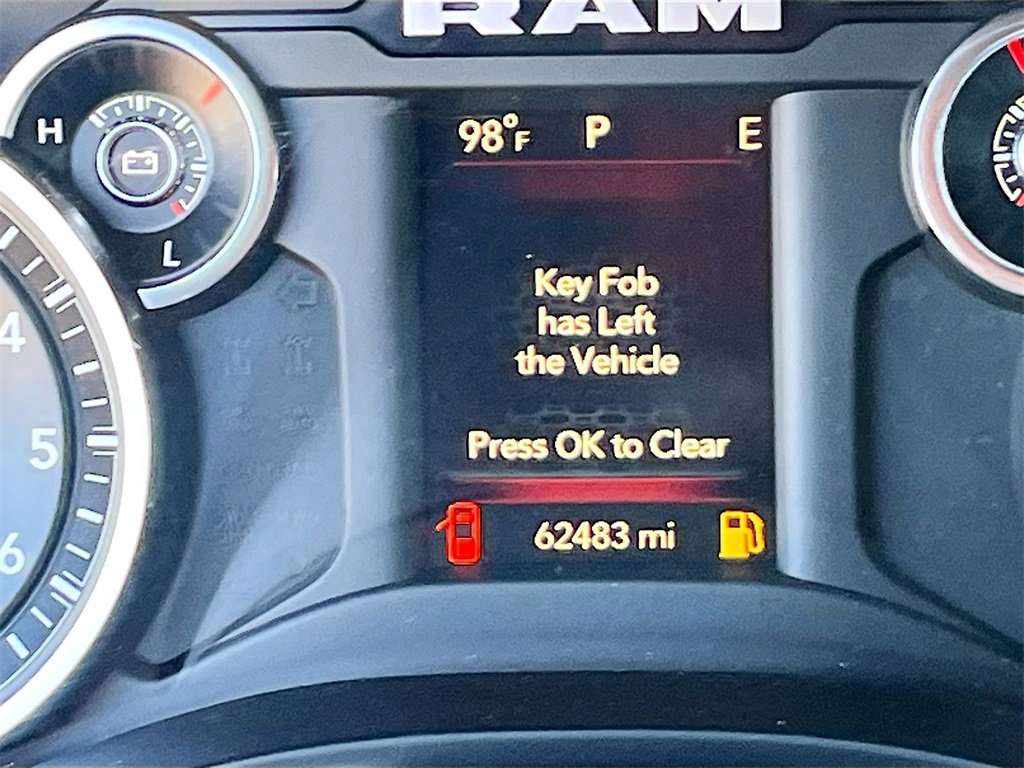 RAM
H
L
98°F P E
Key Fob
has Left
the Vehicle
Press OK to Clear
62483 mi
4
5
6